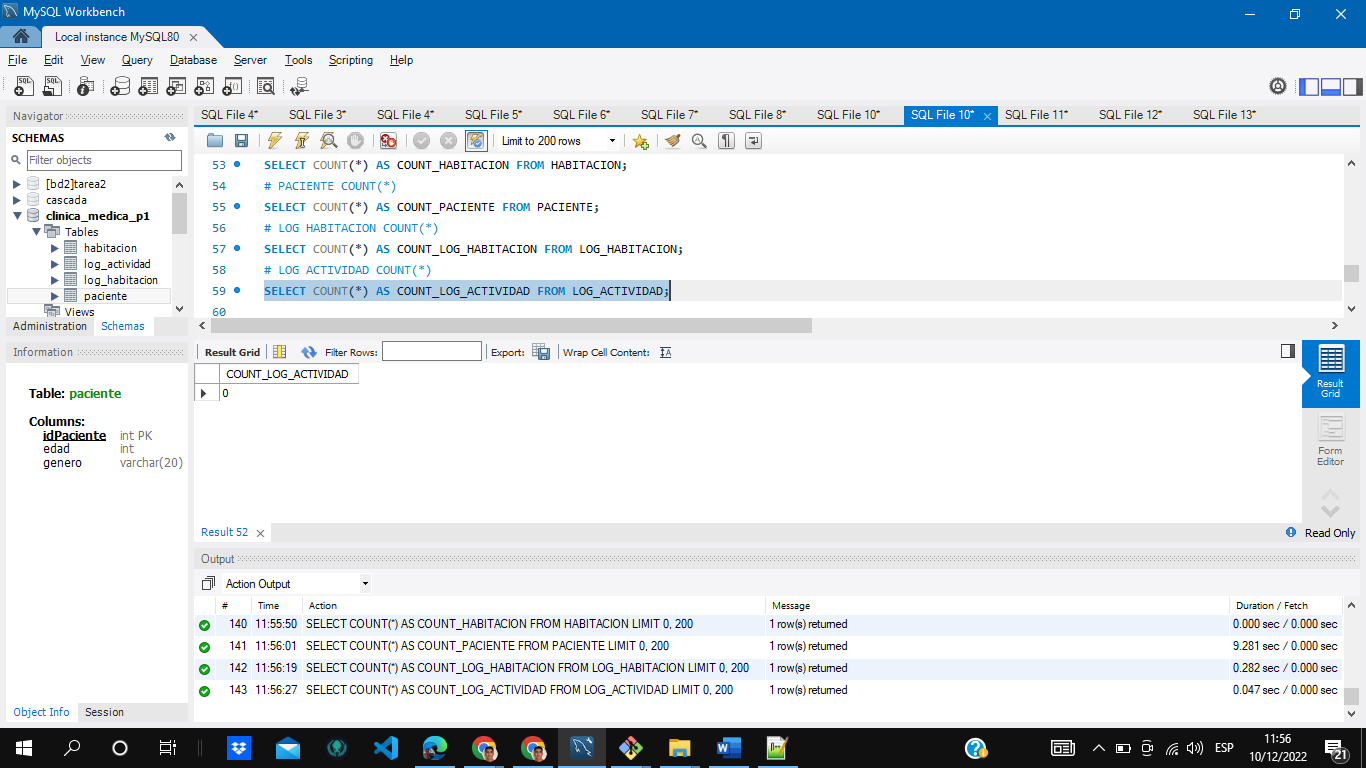 MySQL Workbench
Local instance MySQL80
File Edit View Query Database Server Tools Scripting Help
Navigator
SCHEMAS
Filter objects
[bd2]tarea2
cascada
clinica_medica_p1
Tables
habitacion
log_actividad
log_habitacion
paciente
Views
Administration Schemas
Information
Table: paciente
Columns:
idPaciente int PK
edad int
genero varchar(20)
Object Info Session
SQL File 4* SQL File 3* SQL File 4* SQL File 5* SQL File 6* SQL File 7* SQL File 8* SQL File 10* SQL File 10* SQL File 11* SQL File 12* SQL File 13*
Limit to 200 rows
53 SELECT COUNT(*) AS COUNT_HABITACION FROM HABITACION;
54 # PACIENTE COUNT(*)
55 SELECT COUNT(*) AS COUNT_PACIENTE FROM PACIENTE;
56 # LOG HABITACION COUNT(*)
57 SELECT COUNT(*) AS COUNT_LOG_HABITACION FROM LOG_HABITACION;
58 # LOG ACTIVIDAD COUNT(*)
59 SELECT COUNT(*) AS COUNT_LOG_ACTIVIDAD FROM LOG_ACTIVIDAD;
60
Result Grid Filter Rows: Export: Wrap Cell Content:
COUNT_LOG_ACTIVIDAD
0
Result Grid
Form Editor
Result 52
Read Only
Output
Action Output
# Time Action Message Duration / Fetch
140 11:55:50 SELECT COUNT(*) AS COUNT_HABITACION FROM HABITACION LIMIT 0, 200 1 row(s) returned 0.000 sec / 0.000 sec
141 11:56:01 SELECT COUNT(*) AS COUNT_PACIENTE FROM PACIENTE LIMIT 0, 200 1 row(s) returned 9.281 sec / 0.000 sec
142 11:56:19 SELECT COUNT(*) AS COUNT_LOG_HABITACION FROM LOG_HABITACION LIMIT 0, 200 1 row(s) returned 0.282 sec / 0.000 sec
143 11:56:27 SELECT COUNT(*) AS COUNT_LOG_ACTIVIDAD FROM LOG_ACTIVIDAD LIMIT 0, 200 1 row(s) returned 0.047 sec / 0.000 sec
ESP
11:56
10/12/2022
21